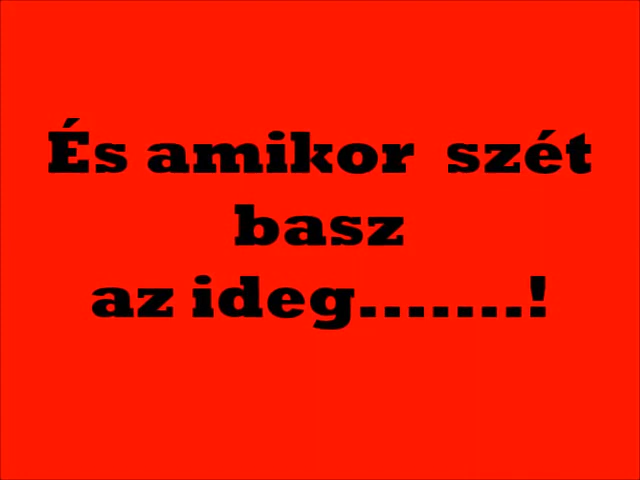 És amikor  szét
basz
az ideg.......!